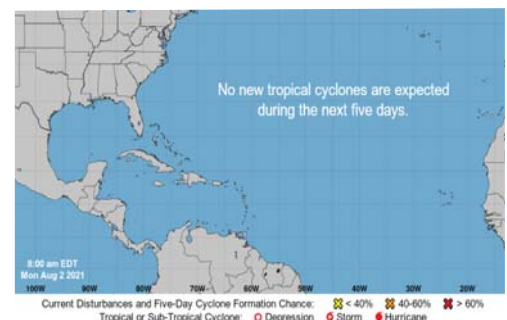 No new tropical cyclones are expected
during the next five days.
8:00 am EDT
Mon Aug 2 2021
100W 90W 80W 70W 60W 50W 40W 30W 20W
Current Disturbances and Five-Day Cyclone Formation Chance: < 40% 40-60% > 60%
Tropical or Sub-Tropical Cyclone: Depression Storm Hurricane